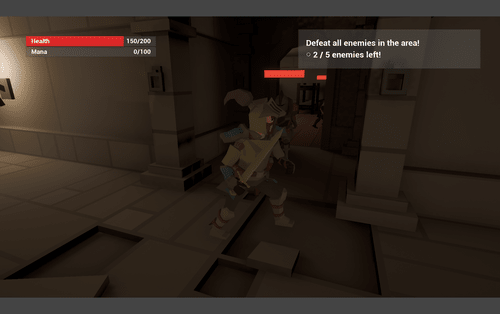 Health 150/200
Mana 0/100
Defeat all enemies in the area!
2 / 5 enemies left!